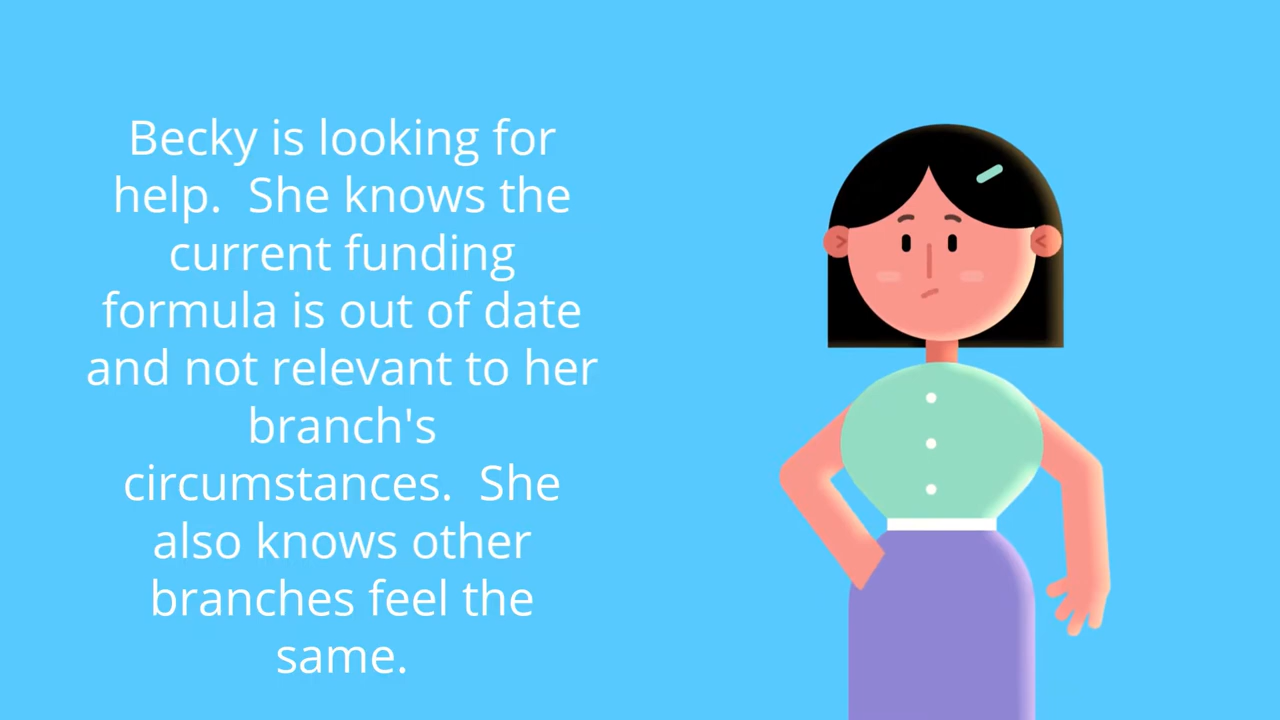 Becky is looking for
help.  She knows the
current funding
formula is out of date
and not relevant to her
branch's
circumstances.  She
also knows other
branches feel the
same.